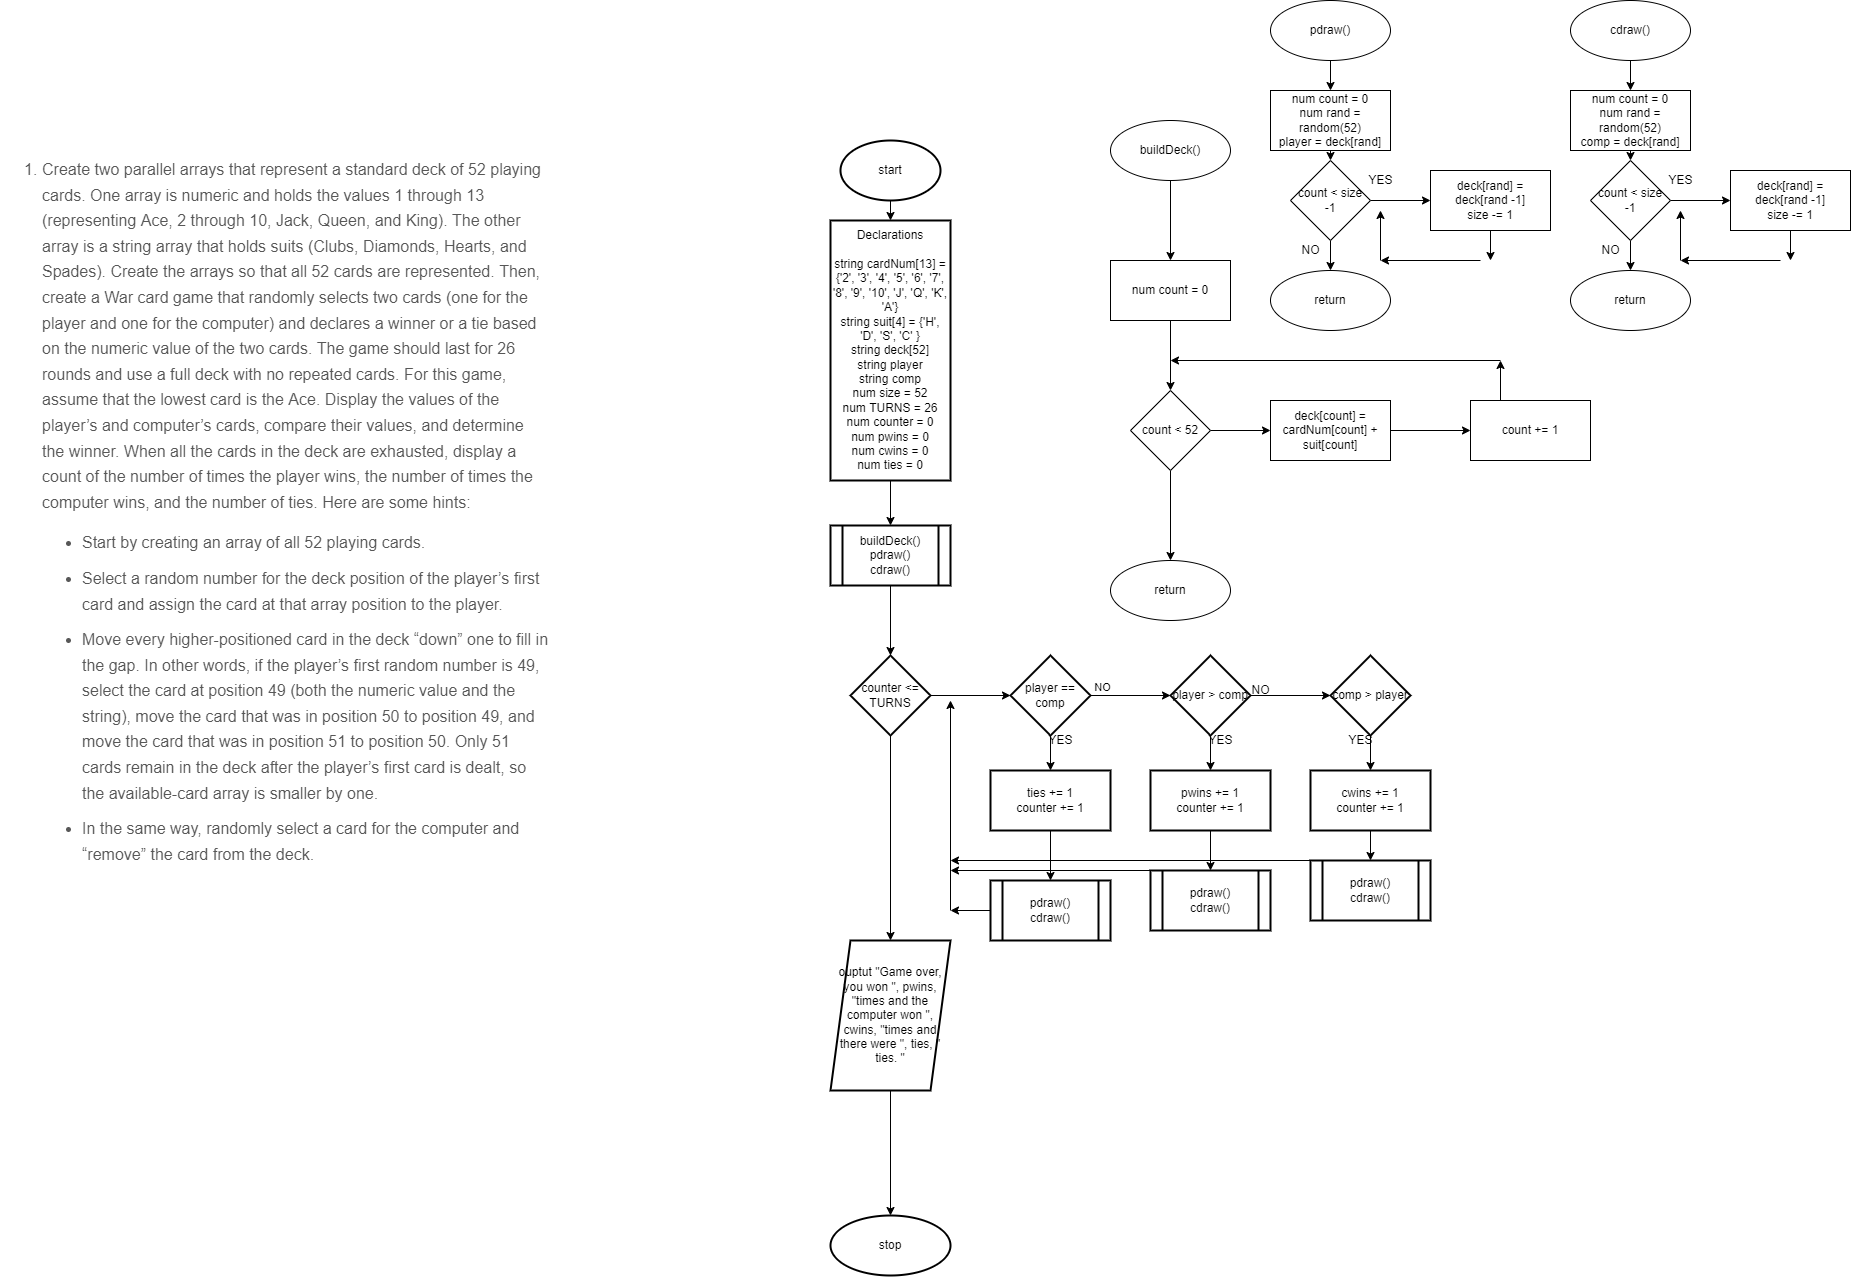 1. Create two parallel arrays that represent a standard deck of 52 playing
cards. One array is numeric and holds the values 1 through 13
(representing Ace, 2 through 10, Jack, Queen, and King). The other
array is a string array that holds suits (Clubs, Diamonds, Hearts, and
Spades). Create the arrays so that all 52 cards are represented. Then,
create a War card game that randomly selects two cards (one for the
player and one for the computer) and declares a winner or a tie based
on the numeric value of the two cards. The game should last for 26
rounds and use a full deck with no repeated cards. For this game,
assume that the lowest card is the Ace. Display the values of the
player’s and computer’s cards, compare their values, and determine
the winner. When all the cards in the deck are exhausted, display a
count of the number of times the player wins, the number of times the
computer wins, and the number of ties. Here are some hints:
• Start by creating an array of all 52 playing cards.
• Select a random number for the deck position of the player’s first
card and assign the card at that array position to the player.
• Move every higher-positioned card in the deck “down” one to fill in
the gap. In other words, if the player’s first random number is 49,
select the card at position 49 (both the numeric value and the
string), move the card that was in position 50 to position 49, and
move the card that was in position 51 to position 50. Only 51
cards remain in the deck after the player’s first card is dealt, so
the available-card array is smaller by one.
• In the same way, randomly select a card for the computer and
“remove” the card from the deck.
start
Declarations
string cardNum[13] =
{'2', '3', '4', '5', '6', '7',
'8', '9', '10', 'J', 'Q', 'K',
'A'}
string suit[4] = {'H',
'D', 'S', 'C' }
string deck[52]
string player
string comp
num size = 52
num TURNS = 26
num counter = 0
num pwins = 0
num cwins = 0
num ties = 0
buildDeck()
pdraw()
cdraw()
counter <=
TURNS
player ==
comp
NO
player > comp
NO
comp > player
YES
YES
YES
ties += 1
counter += 1
pwins += 1
counter += 1
cwins += 1
counter += 1
pdraw()
cdraw()
pdraw()
cdraw()
pdraw()
cdraw()
ouptut "Game over,
you won ", pwins,
"times and the
computer won ",
cwins, "times and
there were ", ties, "
ties. "
stop
buildDeck()
num count = 0
count < 52
deck[count] =
cardNum[count] +
suit[count]
count += 1
return
pdraw()
num count = 0
num rand =
random(52)
player = deck[rand]
count < size
-1
YES
deck[rand] =
deck[rand -1]
size -= 1
NO
return
cdraw()
num count = 0
num rand =
random(52)
comp = deck[rand]
count < size
-1
YES
deck[rand] =
deck[rand -1]
size -= 1
NO
return